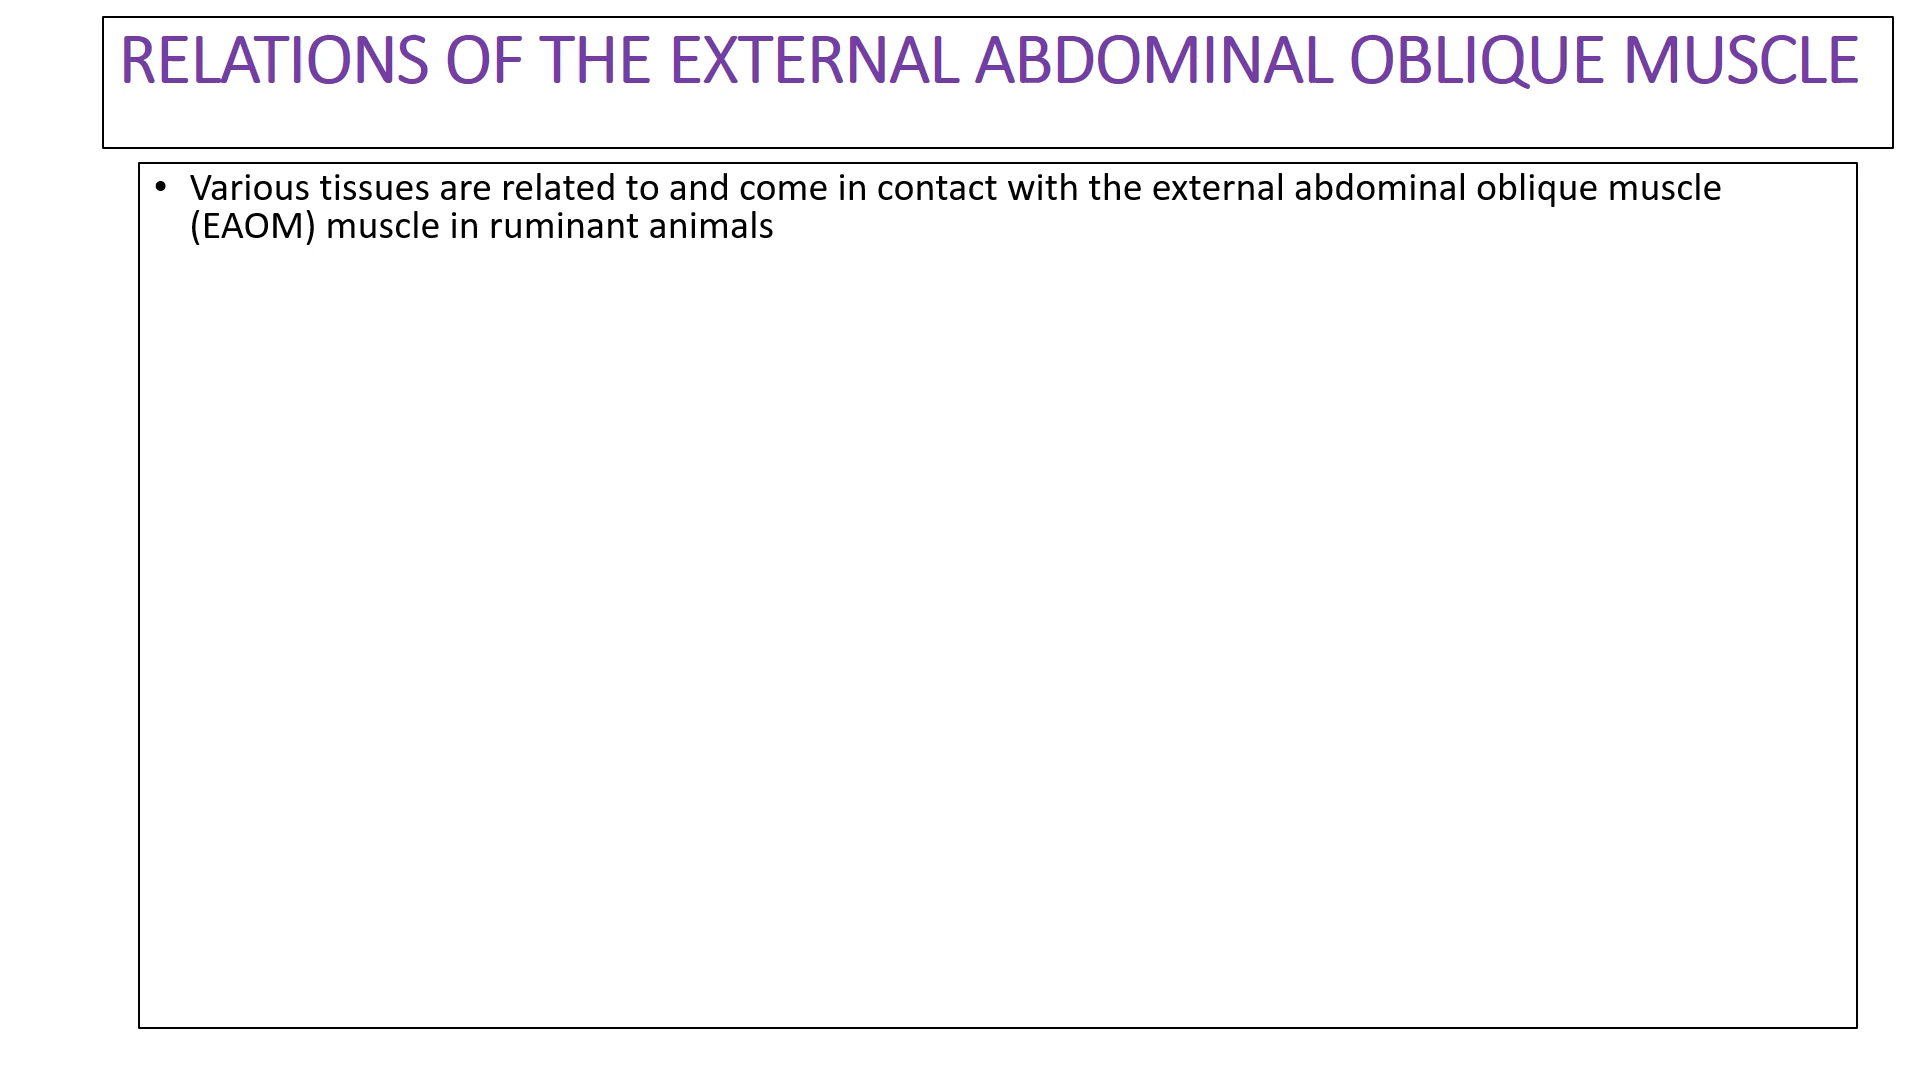 RELATIONS OF THE EXTERNAL ABDOMINAL OBLIQUE MUSCLE
• Various tissues are related to and come in contact with the external abdominal oblique muscle
(EAOM) muscle in ruminant animals